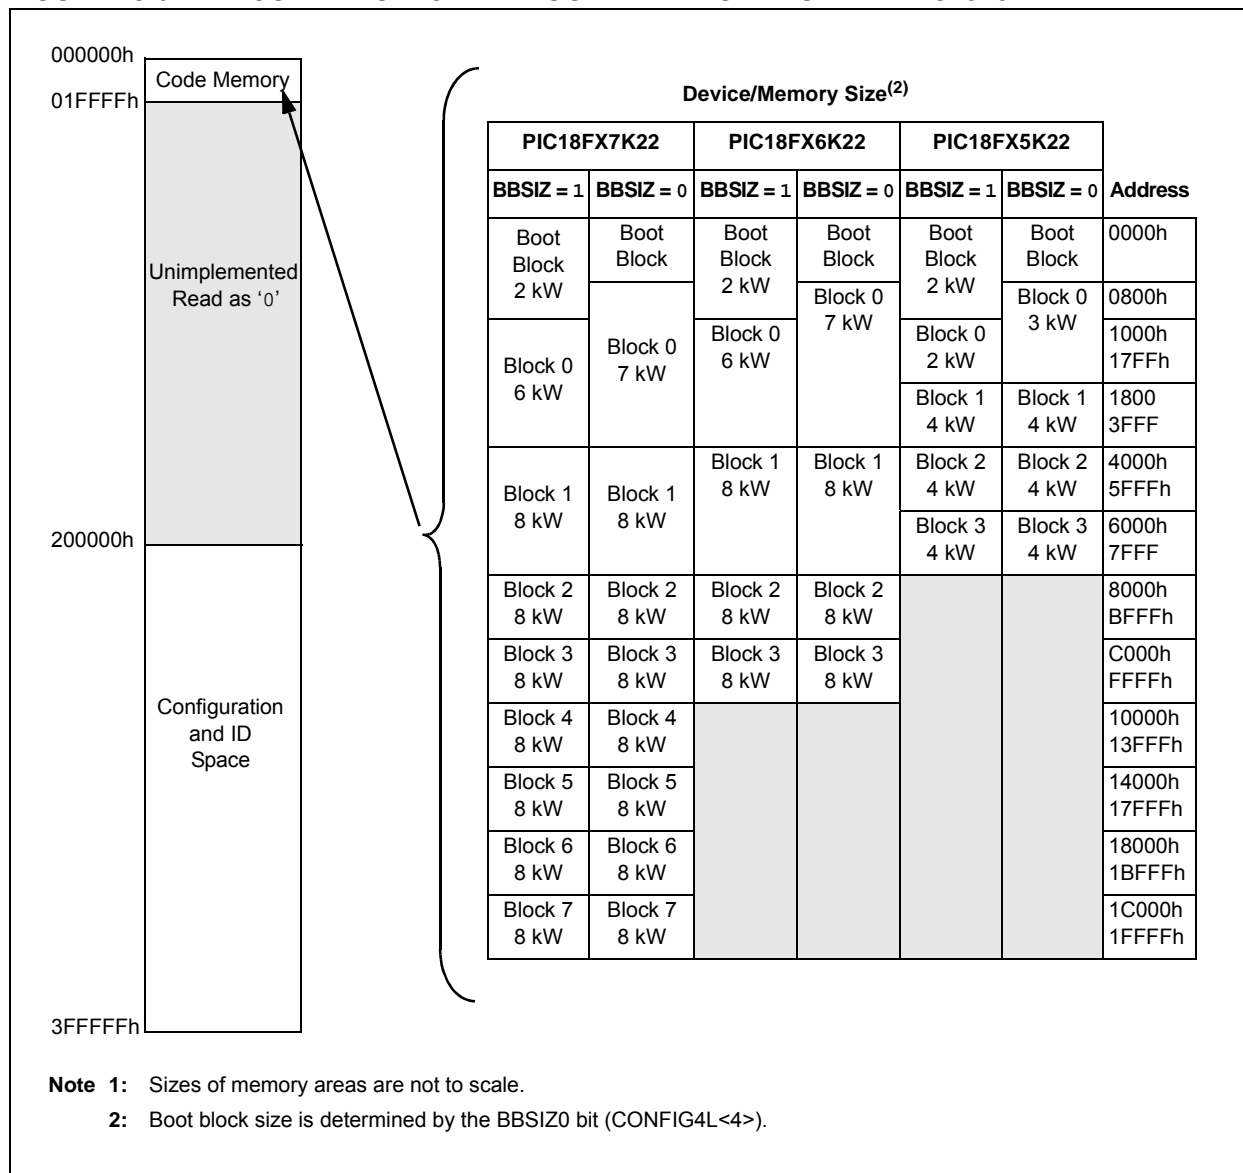 000000h
Code Memory
01FFFFh
Unimplemented
Read as ‘0’
200000h
Configuration
and ID
Space
3FFFFFh
Device/Memory Size(2)
PIC18FX7K22 PIC18FX6K22 PIC18FX5K22
BBSIZ = 1 BBSIZ = 0 BBSIZ = 1 BBSIZ = 0 BBSIZ = 1 BBSIZ = 0 Address
Boot Boot Boot Boot Boot Boot 0000h
Block Block Block Block Block Block
2 kW 2 kW Block 0 2 kW Block 0 0800h
7 kW 3 kW
Block 0 Block 0 Block 0 Block 0 1000h
6 kW 7 kW 6 kW 2 kW 17FFh
Block 1 Block 1 1800
4 kW 4 kW 3FFF
Block 1 Block 1 Block 1 Block 1 Block 2 Block 2 4000h
8 kW 8 kW 8 kW 8 kW 4 kW 4 kW 5FFFh
Block 3 Block 3 6000h
4 kW 4 kW 7FFF
Block 2 Block 2 Block 2 Block 2 8000h
8 kW 8 kW 8 kW 8 kW BFFFh
Block 3 Block 3 Block 3 Block 3 C000h
8 kW 8 kW 8 kW 8 kW FFFFh
Block 4 Block 4 10000h
8 kW 8 kW 13FFFh
Block 5 Block 5 14000h
8 kW 8 kW 17FFFh
Block 6 Block 6 18000h
8 kW 8 kW 1BFFFh
Block 7 Block 7 1C000h
8 kW 8 kW 1FFFFh
Note 1: Sizes of memory areas are not to scale.
2: Boot block size is determined by the BBSIZ0 bit (CONFIG4L<4>).